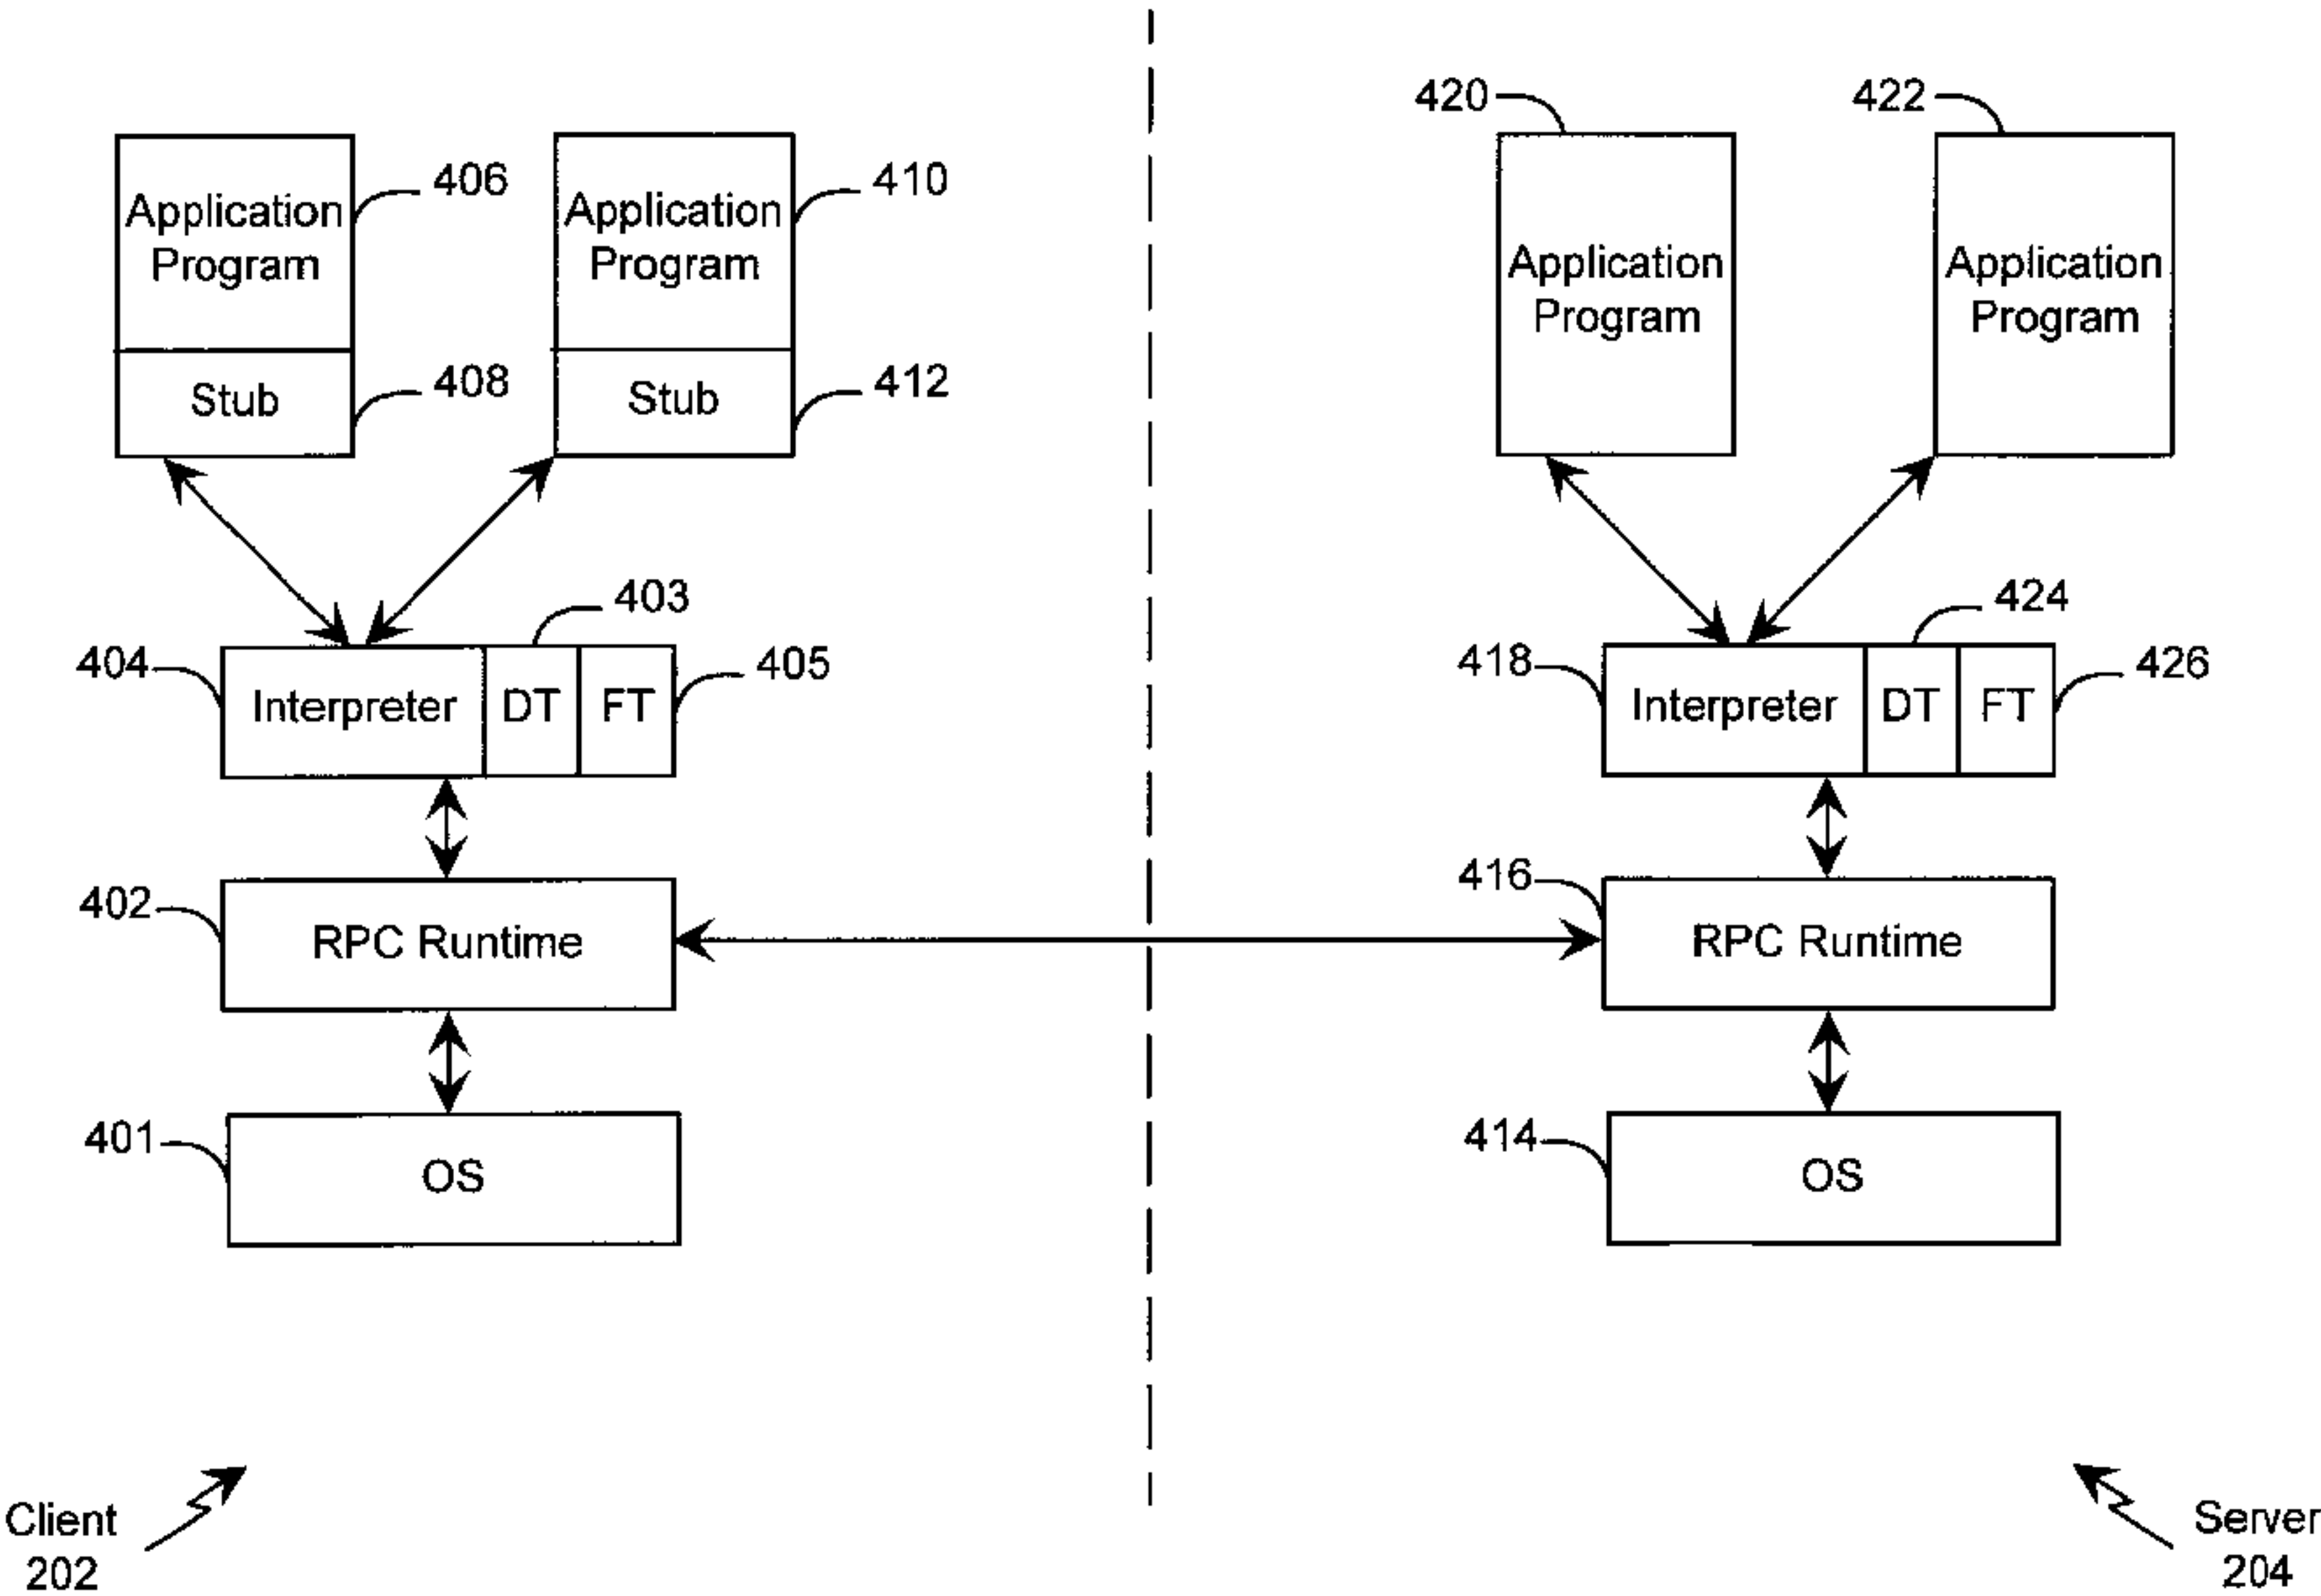 420
422
406
410
Application
Program
Application
Program
Application
Program
Application
Program
408
412
Stub
Stub
403
424
404
405
418
426
Interpreter
DT
FT
Interpreter
DT
FT
402
416
RPC Runtime
RPC Runtime
401
414
OS
OS
Client
202
Server
204